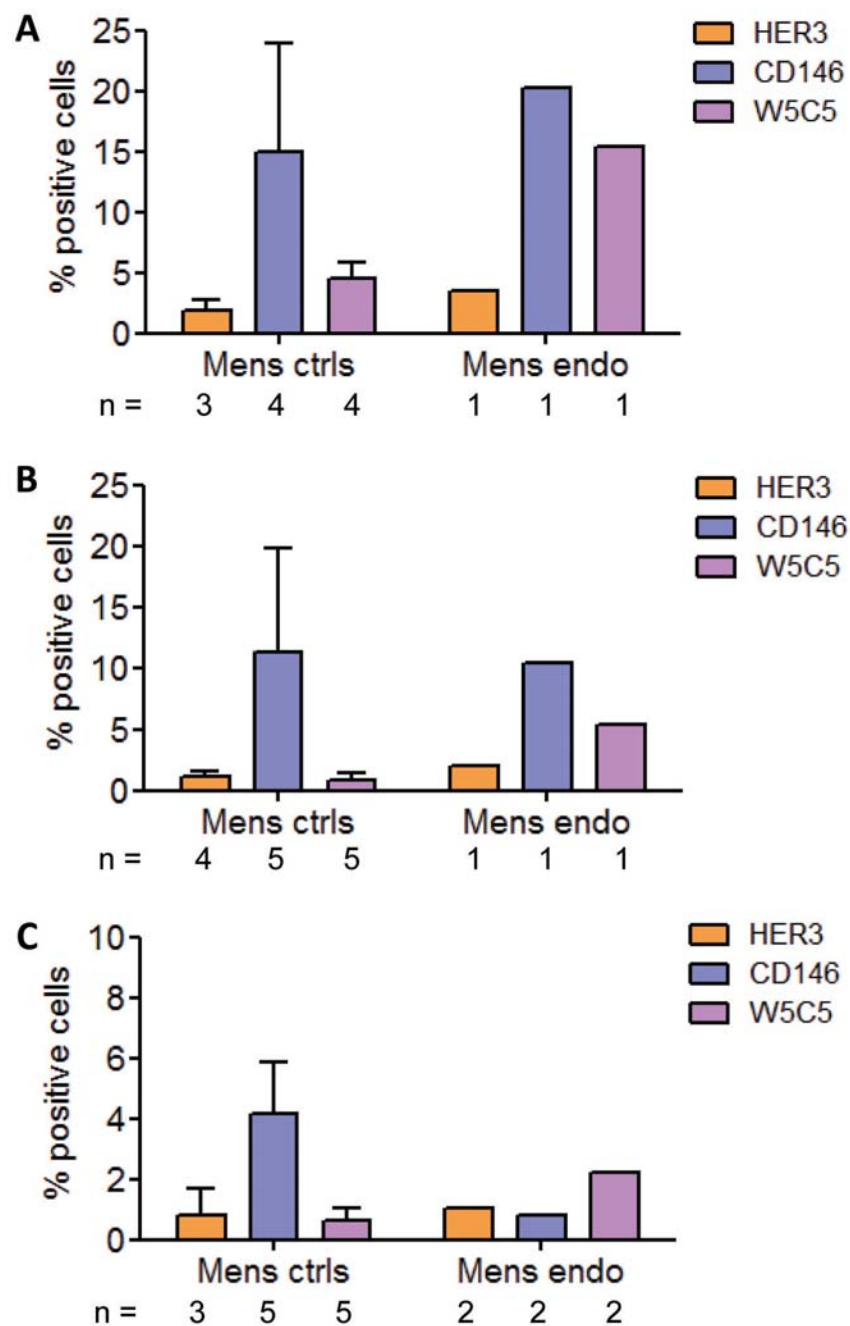 A
25
20
15
10
5
0
% positive cells
HER3
CD146
W5C5
Mens ctrls Mens endo
n = 3 4 4 1 1 1
B
25
20
15
10
5
0
% positive cells
HER3
CD146
W5C5
Mens ctrls Mens endo
n = 4 5 5 1 1 1
C
10
8
6
4
2
0
% positive cells
HER3
CD146
W5C5
Mens ctrls Mens endo
n = 3 5 5 2 2 2